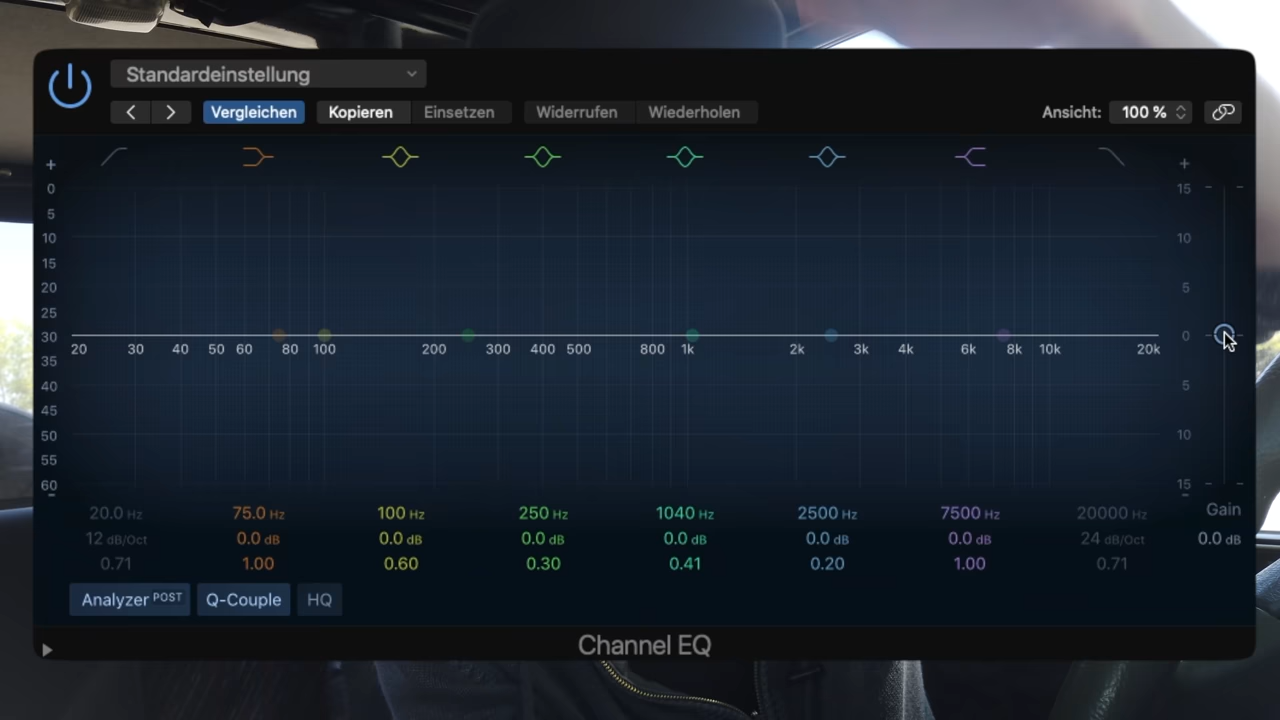 Standardeinstellung
Vergleichen Kopieren Einsetzen Widerrufen Wiederholen Ansicht: 100 %
+ +
0 15
5
10 10
15
20 5
25
30 0
20 30 40 50 60 80 100 200 300 400 500 800 1k 2k 3k 4k 6k 8k 10k 20k
35
40 5
45
50 10
55
60 15
- -
20.0 Hz 75.0 Hz 100 Hz 250 Hz 1040 Hz 2500 Hz 7500 Hz 20000 Hz Gain
12 dB/Oct 0.0 dB 0.0 dB 0.0 dB 0.0 dB 0.0 dB 0.0 dB 24 dB/Oct 0.0 dB
0.71 1.00 0.60 0.30 0.41 0.20 1.00 0.71
Analyzer POST Q-Couple HQ
Channel EQ